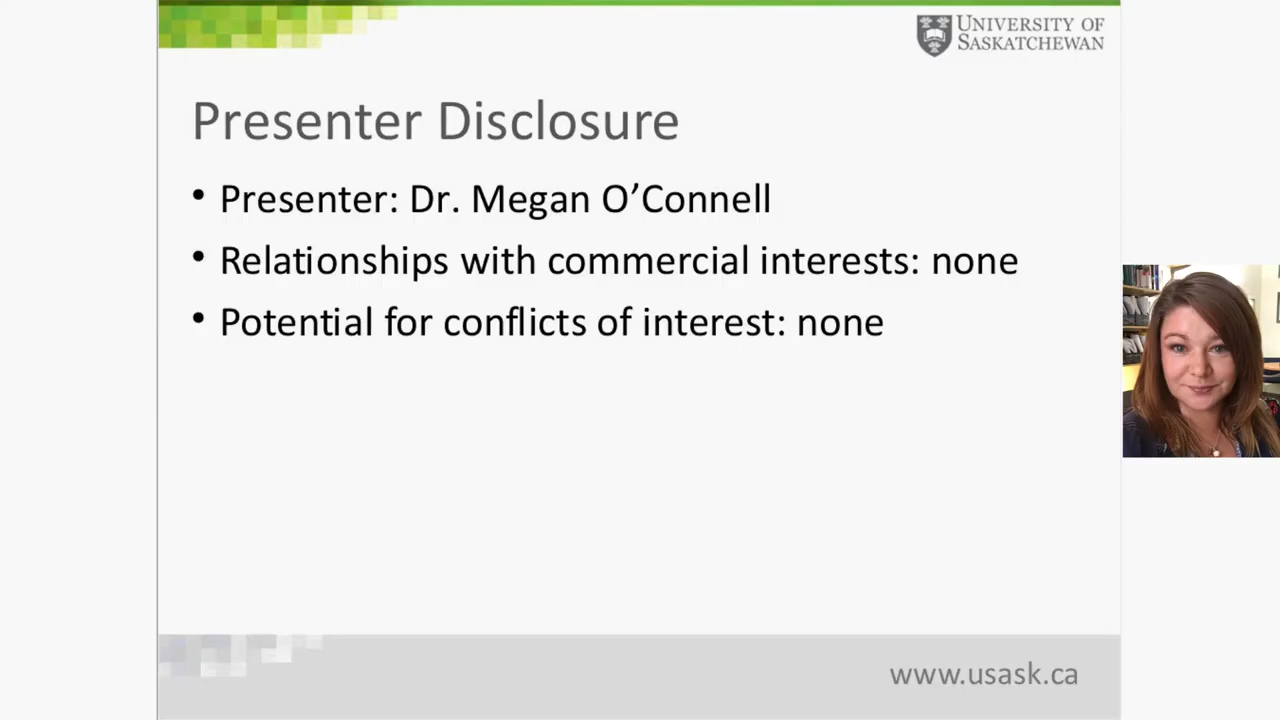 UNIVERSITY OF
SASKATCHEWAN
Presenter Disclosure
• Presenter: Dr. Megan O’Connell
• Relationships with commercial interests: none
• Potential for conflicts of interest: none
www.usask.ca